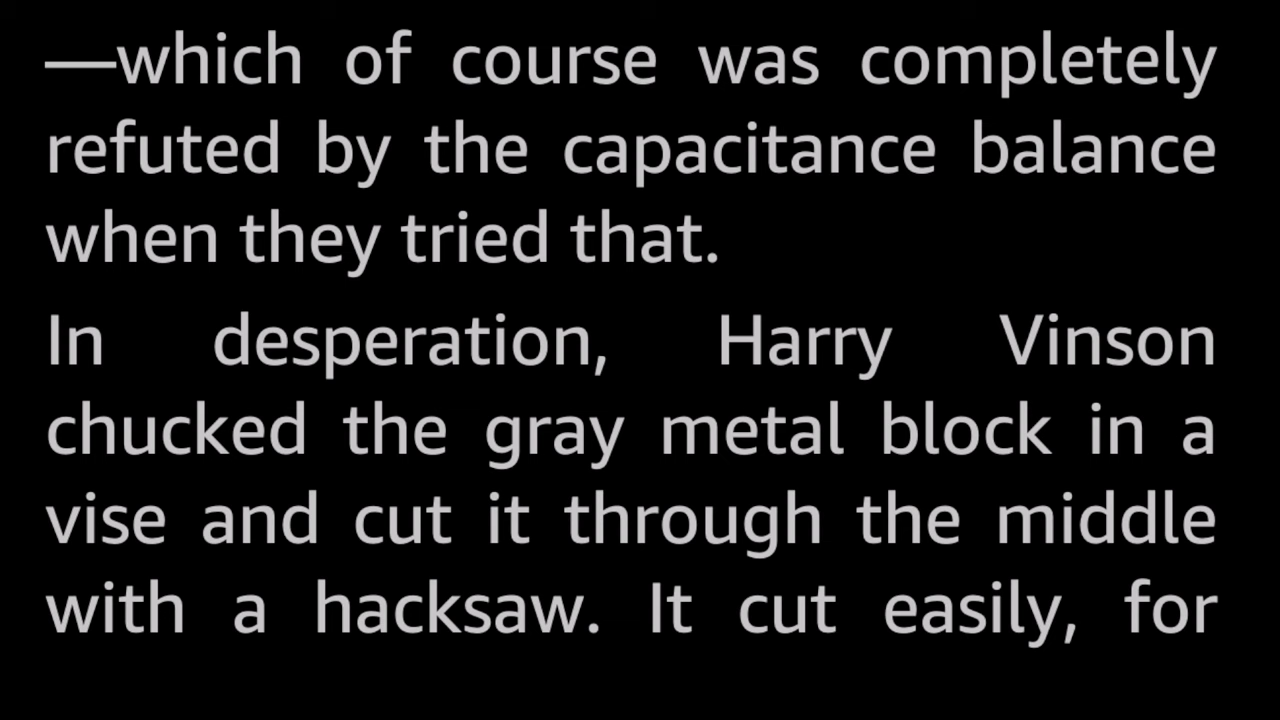 —which of course was completely
refuted by the capacitance balance
when they tried that.
In desperation, Harry Vinson
chucked the gray metal block in a
vise and cut it through the middle
with a hacksaw. It cut easily, for